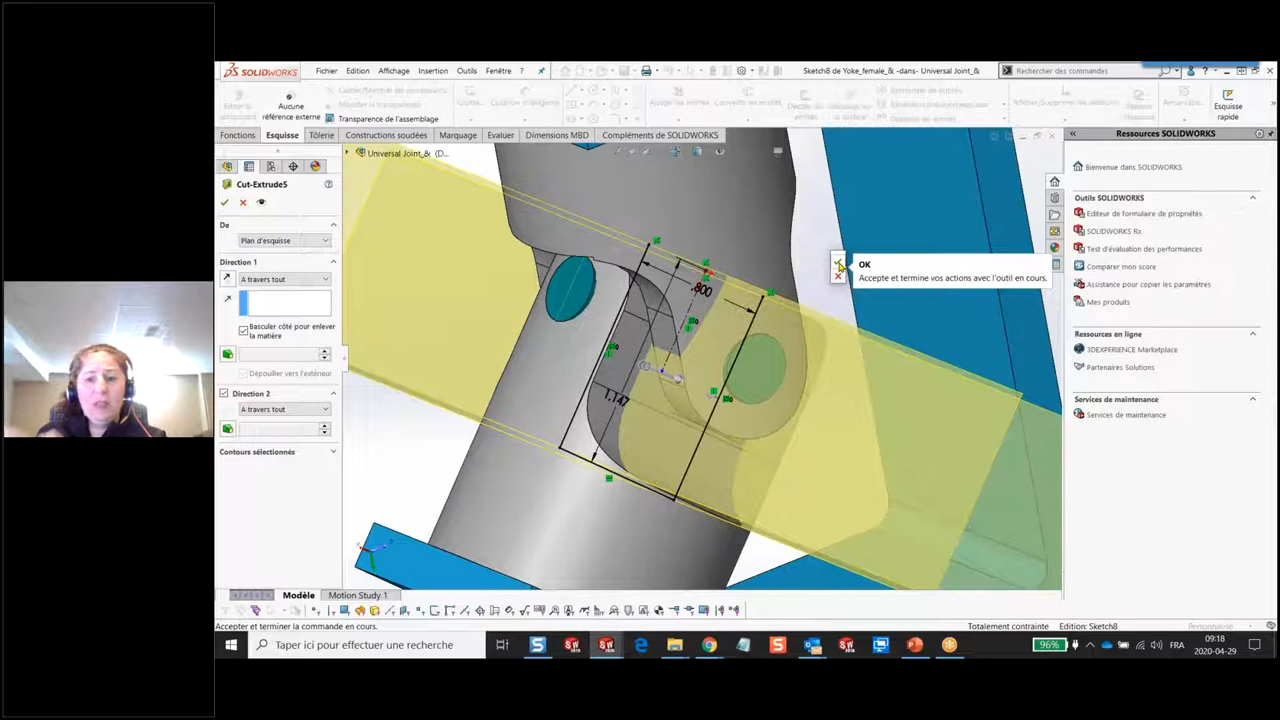 SOLIDWORKS
Fichier
Edition
Affichage
Insertion
Outils
Fenêtre
?
Sketch8 de Yoke_female_& -dans- Universal Joint_&
Rechercher des commandes
Aucune
référence externe
Transparence de l'assemblage
Esquisse
rapide
Fonctions
Esquisse
Tôlerie
Constructions soudées
Marquage
Evaluer
Dimensions MBD
Compléments de SOLIDWORKS
Ressources SOLIDWORKS
Universal Joint_& (D...
Cut-Extrude5
De
Plan d'esquisse
Direction 1
A travers tout
Basculer côté pour enlever
la matière
Dépouiller vers l'extérieur
Direction 2
A travers tout
Contours sélectionnés
.800
1.147
OK
Accepte et termine vos actions avec l'outil en cours.
Bienvenue dans SOLIDWORKS
Outils SOLIDWORKS
Editeur de formulaire de propriétés
SOLIDWORKS Rx
Test d'évaluation des performances
Comparer mon score
Assistance pour copier les paramètres
Mes produits
Ressources en ligne
3DEXPERIENCE Marketplace
Partenaires Solutions
Services de maintenance
Services de maintenance
Modèle
Motion Study 1
Accepter et terminer la commande en cours.
Totalement contrainte
Edition: Sketch8
Personnalisé
Taper ici pour effectuer une recherche
96%
FRA
09:18
2020-04-29